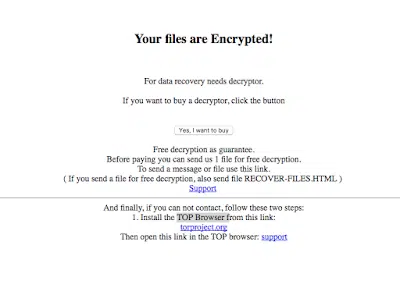 Your files are Encrypted!
For data recovery needs decryptor.
If you want to buy a decryptor, click the button
Yes, I want to buy
Free decryption as guarantee.
Before paying you can send us 1 file for free decryption.
To send a message or file use this link.
( If you send a file for free decryption, also send file RECOVER-FILES.HTML )
Support
And finally, if you can not contact, follow these two steps:
1. Install the TOP Browser from this link:
torproject.org
Then open this link in the TOP browser: support